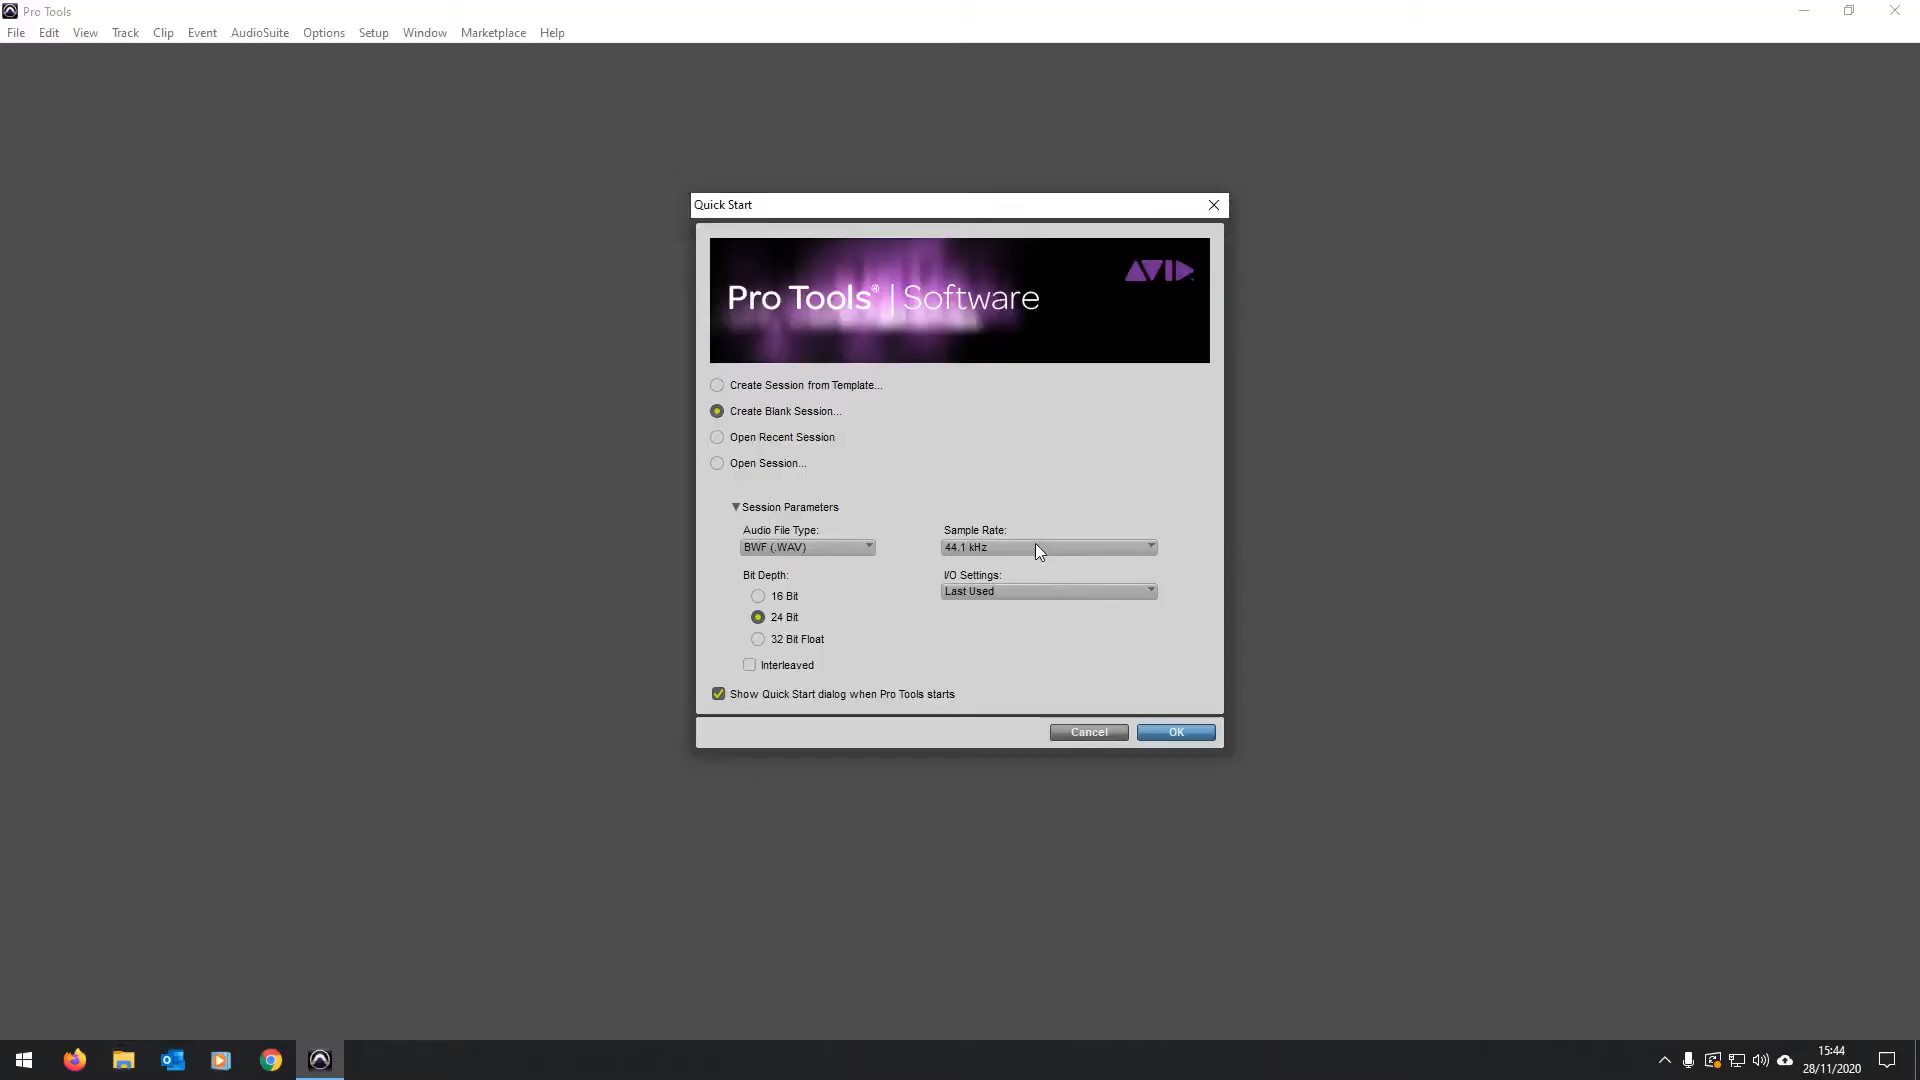 Pro Tools
File Edit View Track Clip Event AudioSuite Options Setup Window Marketplace Help
Quick Start
AVID
Pro Tools® | Software
Create Session from Template...
Create Blank Session...
Open Recent Session
Open Session...
Session Parameters
Audio File Type: Sample Rate:
BWF (.WAV) 44.1 kHz
Bit Depth: I/O Settings:
16 Bit Last Used
24 Bit
32 Bit Float
Interleaved
Show Quick Start dialog when Pro Tools starts
Cancel OK
15:44
28/11/2020